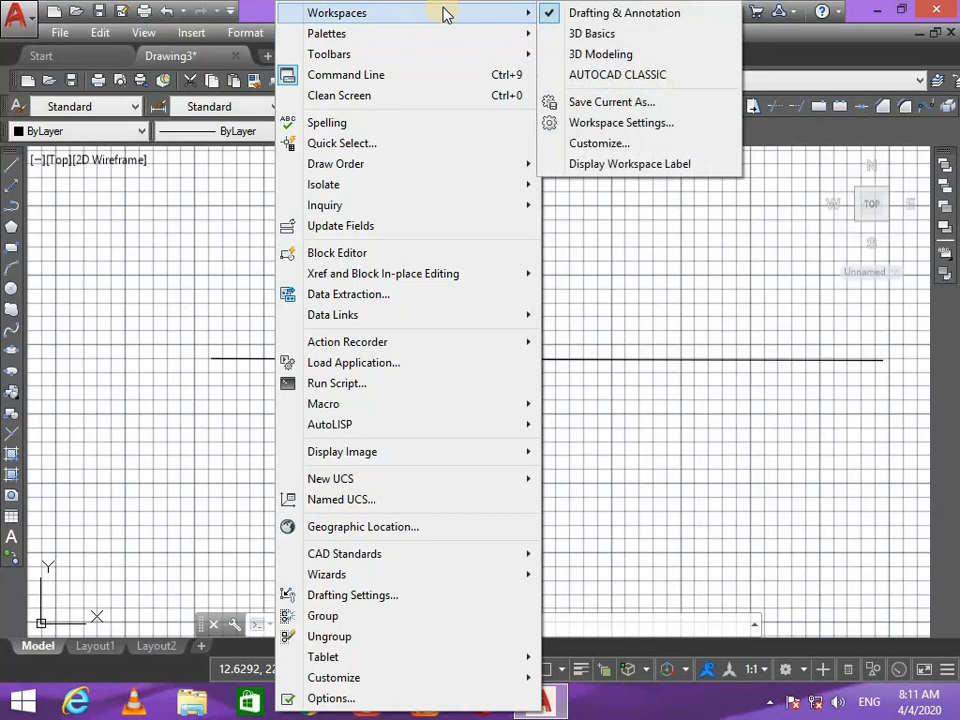 File Edit View Insert Format
Start Drawing3*
Standard Standard
ByLayer ByLayer
[−][Top][2D Wireframe]
Workspaces
Palettes
Toolbars
Command Line Ctrl+9
Clean Screen Ctrl+0
ABC Spelling
Quick Select...
Draw Order
Isolate
Inquiry
Update Fields
Block Editor
Xref and Block In-place Editing
Data Extraction...
Data Links
Action Recorder
Load Application...
Run Script...
Macro
AutoLISP
Display Image
New UCS
Named UCS...
Geographic Location...
CAD Standards
Wizards
Drafting Settings...
Group
Ungroup
Tablet
Customize
Options...
Drafting & Annotation
3D Basics
3D Modeling
AUTOCAD CLASSIC
Save Current As...
Workspace Settings...
Customize...
Display Workspace Label
N
W TOP E
S
Unnamed
ABC
A
Y
X
Model Layout1 Layout2 +
1:1
ENG
8:11 AM
4/4/2020